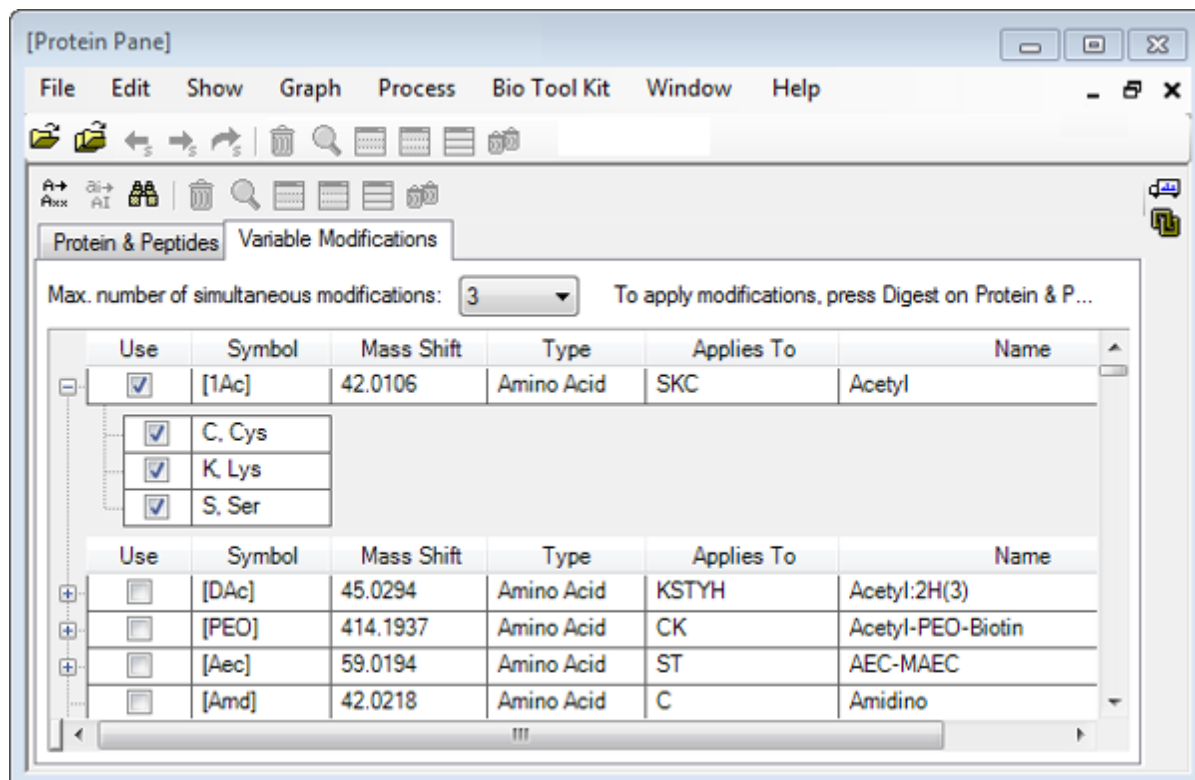 [Protein Pane]
File Edit Show Graph Process Bio Tool Kit Window Help
Protein & Peptides Variable Modifications
Max. number of simultaneous modifications: 3 To apply modifications, press Digest on Protein & P...
Use Symbol Mass Shift Type Applies To Name
[1Ac] 42.0106 Amino Acid SKC Acetyl
C, Cys
K, Lys
S, Ser
Use Symbol Mass Shift Type Applies To Name
[DAc] 45.0294 Amino Acid KSTYH Acetyl:2H(3)
[PEO] 414.1937 Amino Acid CK Acetyl-PEO-Biotin
[Aec] 59.0194 Amino Acid ST AEC-MAEC
[Amd] 42.0218 Amino Acid C Amidino